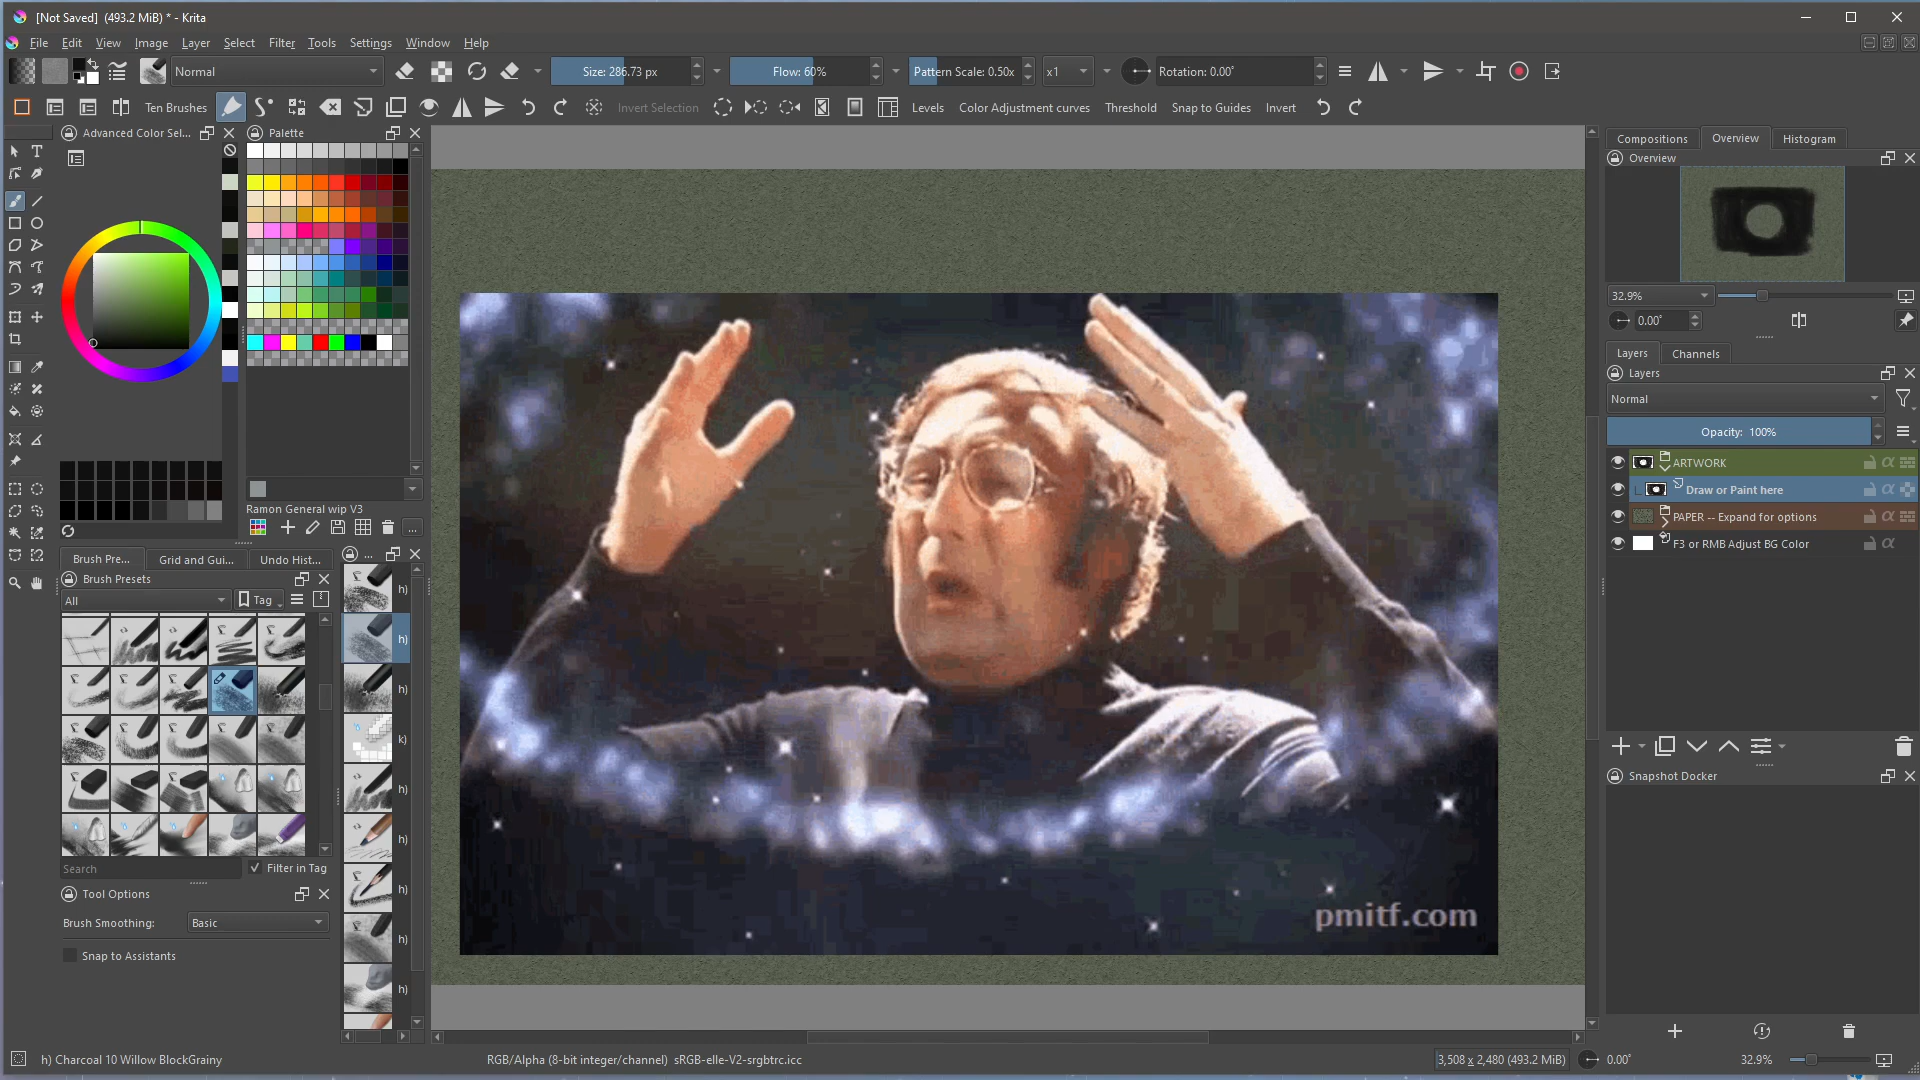 [Not Saved] (493.2 MiB) * - Krita
File Edit View Image Layer Select Filter Tools Settings Window Help
Normal Size: 286.73 px Flow: 60% Pattern Scale: 0.50x x1 Rotation: 0.00°
Ten Brushes Invert Selection Levels Color Adjustment curves Threshold Snap to Guides Invert
Advanced Color Sel...
Palette
Ramon General wip V3
...
Brush Pre... Grid and Gui... Undo Hist...
...
Brush Presets
All Tag
h)
h)
h)
k)
h)
h)
h)
h)
h)
Search Filter in Tag
Tool Options
Brush Smoothing: Basic
Snap to Assistants
pmitf.com
Compositions Overview Histogram
Overview
32.9%
0.00°
Layers Channels
Layers
Normal
Opacity: 100%
ARTWORK
Draw or Paint here
PAPER -- Expand for options
F3 or RMB Adjust BG Color
Snapshot Docker
h) Charcoal 10 Willow BlockGrainy RGB/Alpha (8-bit integer/channel) sRGB-elle-V2-srgbtrc.icc 3,508 x 2,480 (493.2 MiB) 0.00° 32.9%